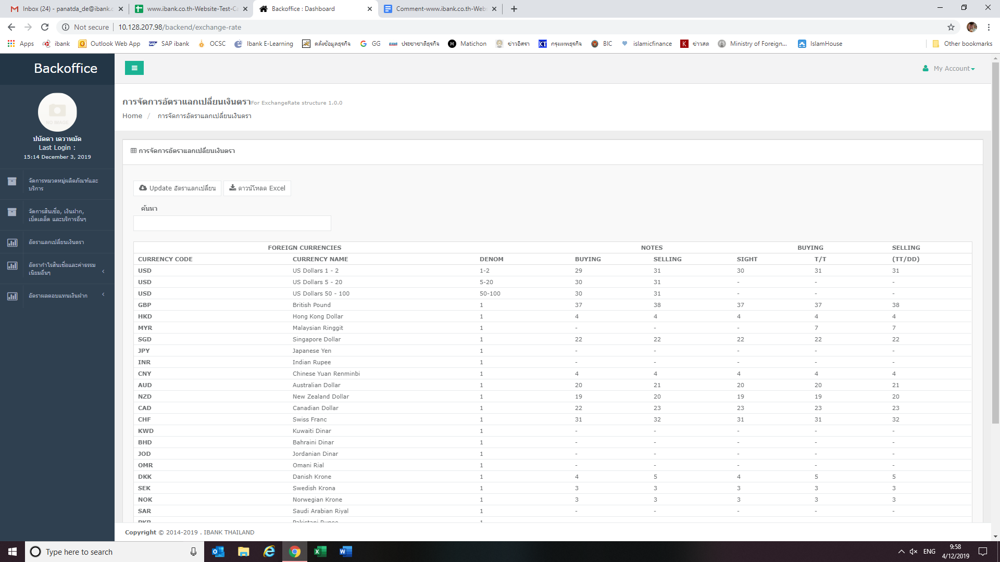 Inbox (24) - panatda_de@ibank.c
www.ibank.co.th-Website-Test-Ca
Backoffice : Dashboard
Comment-www.ibank.co.th-Webs
Not secure
10.128.207.98/backend/exchange-rate
Apps
ibank
Outlook Web App
SAP ibank
OCSC
Ibank E-Learning
คลังข้อมูลธุรกิจ
GG
ประชาชาติธุรกิจ
Matichon
ข่าวอิศรา
กรุงเทพธุรกิจ
BIC
islamicfinance
ข่าวสด
Ministry of Foreign...
IslamHouse
Other bookmarks
Backoffice
My Account
NO IMAGE
ปนัดดา เดวาหมัด
Last Login :
15:14 December 3, 2019
จัดการหมวดหมู่ผลิตภัณฑ์และ
บริการ
จัดการสินเชื่อ, เงินฝาก,
เบ็ดเตล็ด และบริการอื่นๆ
อัตราแลกเปลี่ยนเงินตรา
อัตรากำไรสินเชื่อและค่าธรรม
เนียมอื่นๆ
อัตราผลตอบแทนเงินฝาก
การจัดการอัตราแลกเปลี่ยนเงินตราFor ExchangeRate structure 1.0.0
Home / การจัดการอัตราแลกเปลี่ยนเงินตรา
การจัดการอัตราแลกเปลี่ยนเงินตรา
Update อัตราแลกเปลี่ยน
ดาวน์โหลด Excel
ค้นหา
FOREIGN CURRENCIES NOTES BUYING SELLING
CURRENCY CODE CURRENCY NAME DENOM BUYING SELLING SIGHT T/T (TT/DD)
USD US Dollars 1 - 2 1-2 29 31 30 31 31
USD US Dollars 5 - 20 5-20 30 31 - - -
USD US Dollars 50 - 100 50-100 30 31 - - -
GBP British Pound 1 37 38 37 37 38
HKD Hong Kong Dollar 1 4 4 4 4 4
MYR Malaysian Ringgit 1 - - - 7 7
SGD Singapore Dollar 1 22 22 22 22 22
JPY Japanese Yen 1 - - - - -
INR Indian Rupee 1 - - - - -
CNY Chinese Yuan Renminbi 1 4 4 4 4 4
AUD Australian Dollar 1 20 21 20 20 21
NZD New Zealand Dollar 1 19 20 19 19 20
CAD Canadian Dollar 1 22 23 23 23 23
CHF Swiss Franc 1 31 32 31 31 32
KWD Kuwaiti Dinar 1 - - - - -
BHD Bahraini Dinar 1 - - - - -
JOD Jordanian Dinar 1 - - - - -
OMR Omani Rial 1 - - - - -
DKK Danish Krone 1 4 5 4 5 5
SEK Swedish Krona 1 3 3 3 3 3
NOK Norwegian Krone 1 3 3 3 3 3
SAR Saudi Arabian Riyal 1 - - - - -
PKR Pakistani Rupee 1
Copyright © 2014-2019 . IBANK THAILAND
Type here to search
ENG
9:58
4/12/2019